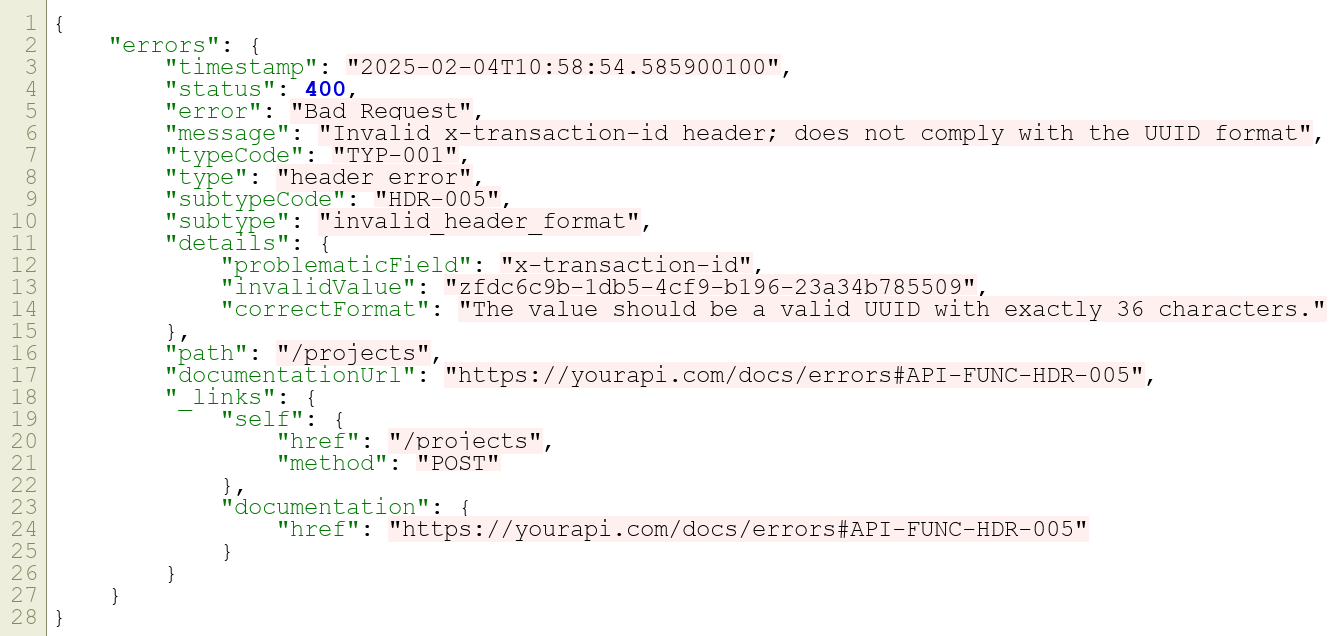 1 {
2     "errors": {
3         "timestamp": "2025-02-04T10:58:54.585900100",
4         "status": 400,
5         "error": "Bad Request",
6         "message": "Invalid x-transaction-id header; does not comply with the UUID format",
7         "typeCode": "TYP-001",
8         "type": "header error",
9         "subtypeCode": "HDR-005",
10         "subtype": "invalid_header_format",
11         "details": {
12             "problematicField": "x-transaction-id",
13             "invalidValue": "zfdc6c9b-1db5-4cf9-b196-23a34b785509",
14             "correctFormat": "The value should be a valid UUID with exactly 36 characters."
15         },
16         "path": "/projects",
17         "documentationUrl": "https://yourapi.com/docs/errors#API-FUNC-HDR-005",
18         "_links": {
19             "self": {
20                 "href": "/projects",
21                 "method": "POST"
22             },
23             "documentation": {
24                 "href": "https://yourapi.com/docs/errors#API-FUNC-HDR-005"
25             }
26         }
27     }
28 }